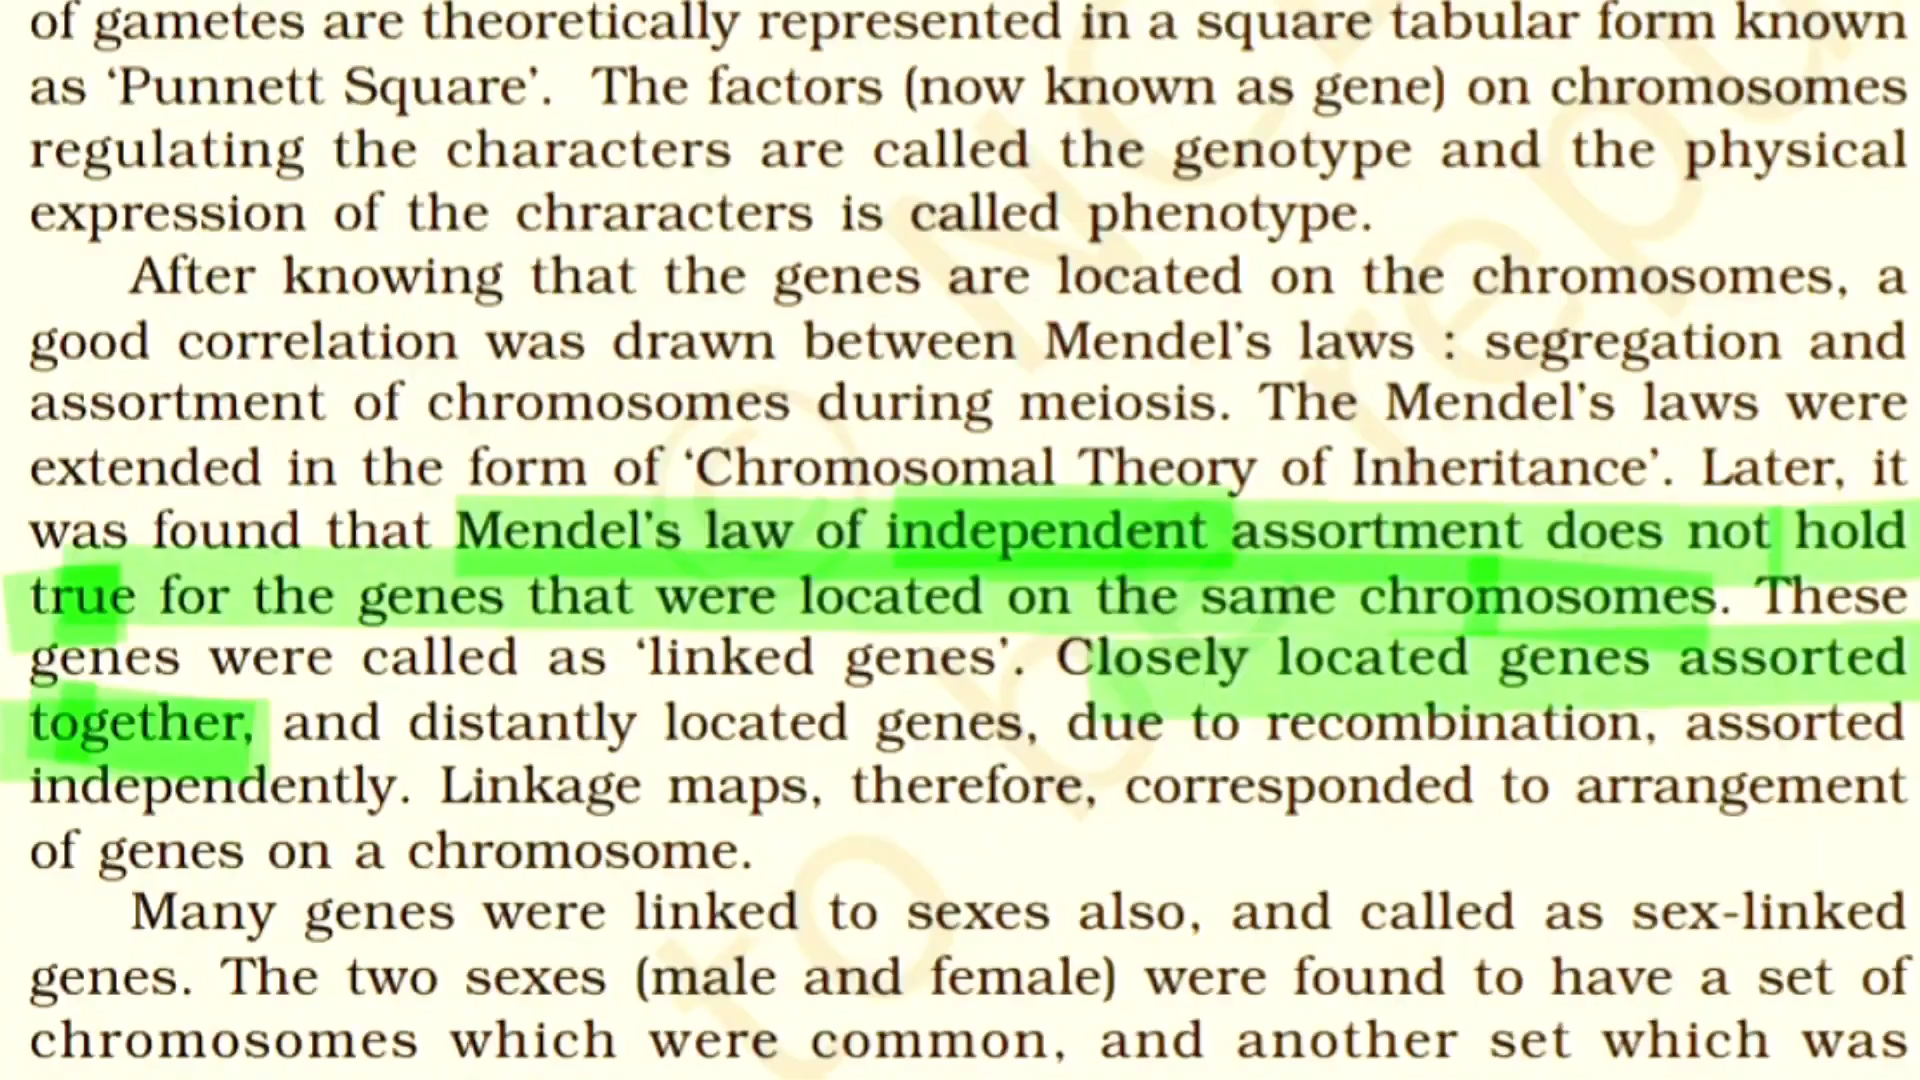 of gametes are theoretically represented in a square tabular form known
as ‘Punnett Square’. The factors (now known as gene) on chromosomes
regulating the characters are called the genotype and the physical
expression of the chraracters is called phenotype.
After knowing that the genes are located on the chromosomes, a
good correlation was drawn between Mendel’s laws : segregation and
assortment of chromosomes during meiosis. The Mendel’s laws were
extended in the form of ‘Chromosomal Theory of Inheritance’. Later, it
was found that Mendel’s law of independent assortment does not hold
true for the genes that were located on the same chromosomes. These
genes were called as ‘linked genes’. Closely located genes assorted
together, and distantly located genes, due to recombination, assorted
independently. Linkage maps, therefore, corresponded to arrangement
of genes on a chromosome.
Many genes were linked to sexes also, and called as sex-linked
genes. The two sexes (male and female) were found to have a set of
chromosomes which were common, and another set which was